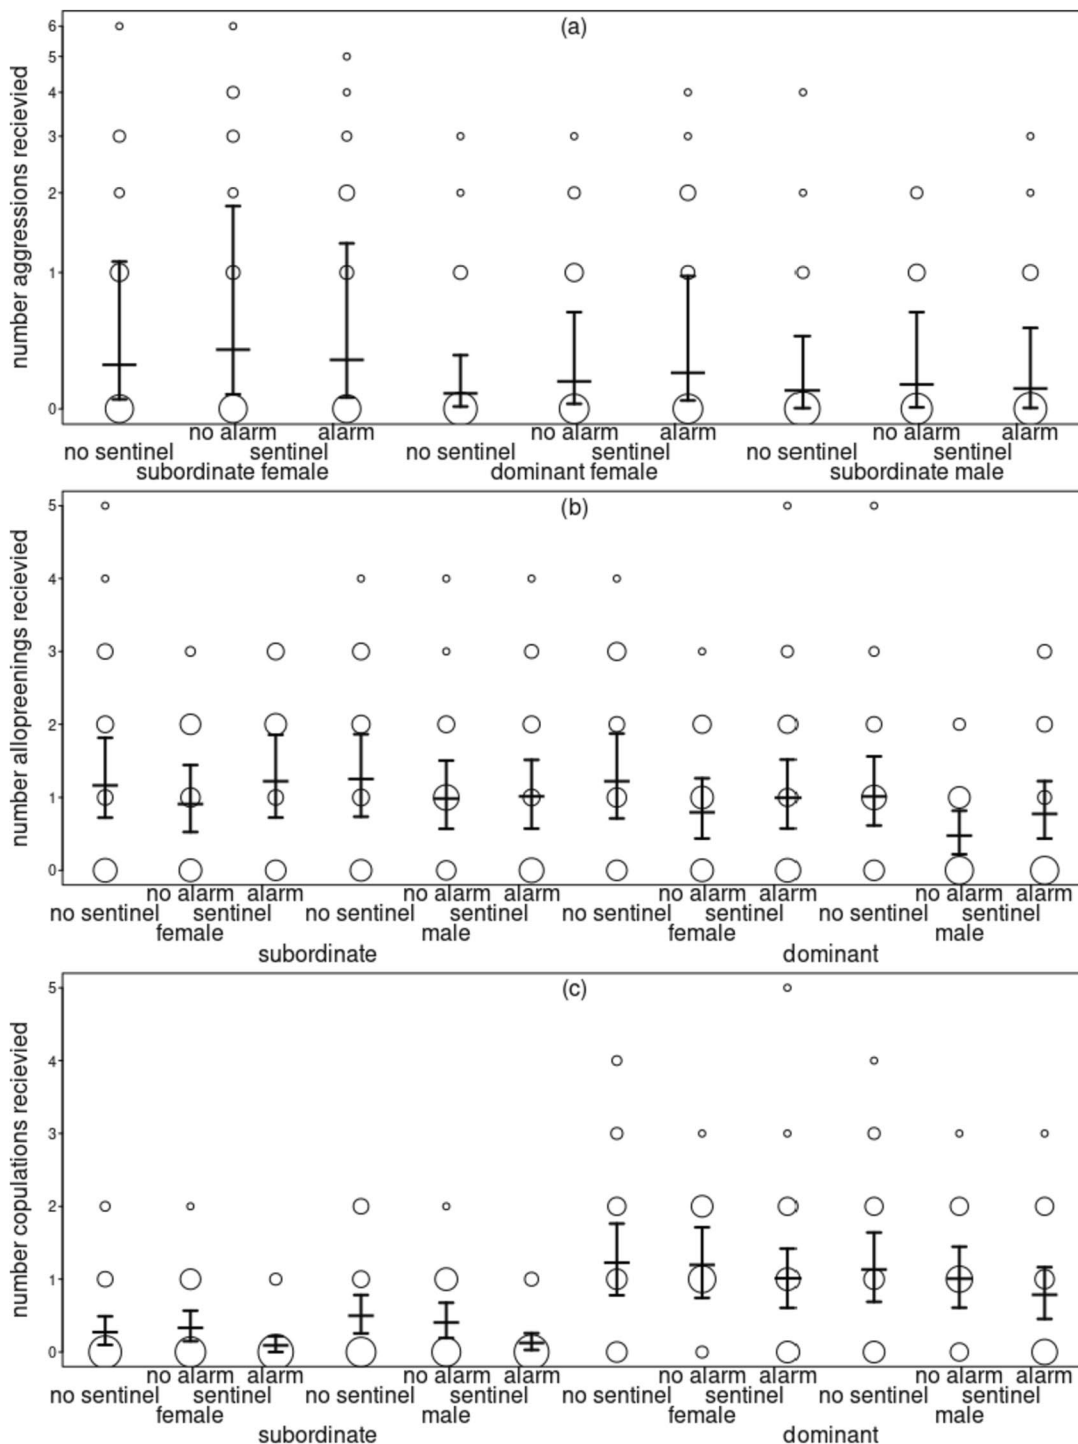 (a)
number aggressions recievied
6
5
4
3
2
1
0
no alarm alarm no alarm alarm no alarm alarm
no sentinel sentinel no sentinel sentinel no sentinel sentinel
subordinate female dominant female subordinate male
(b)
number allopreenings recievied
5
4
3
2
1
0
no alarm alarm no alarm alarm no alarm alarm no alarm alarm
no sentinel sentinel no sentinel sentinel no sentinel sentinel no sentinel sentinel
female male female male
subordinate dominant
(c)
number copulations recievied
5
4
3
2
1
0
no alarm alarm no alarm alarm no alarm alarm no alarm alarm
no sentinel sentinel no sentinel sentinel no sentinel sentinel no sentinel sentinel
female male female male
subordinate dominant